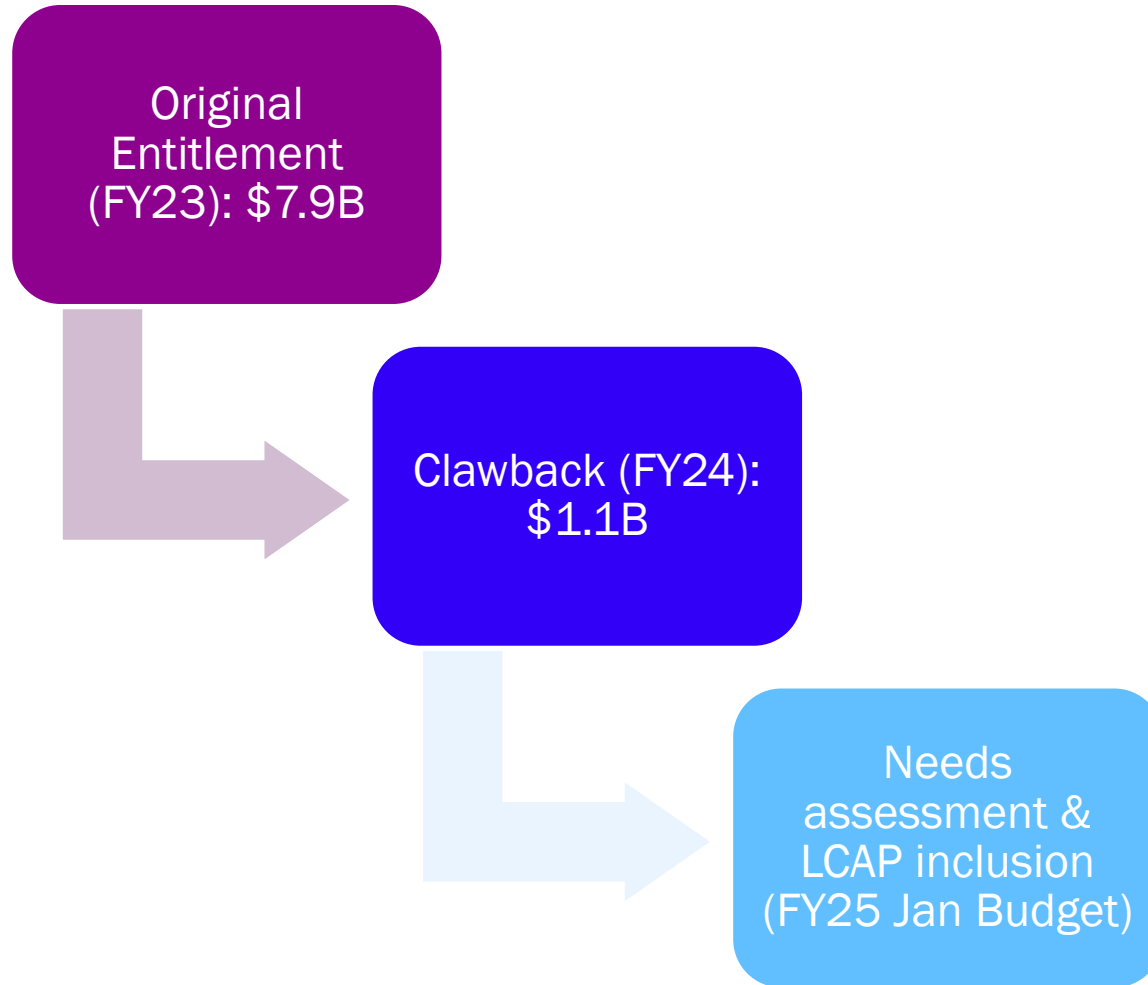 Original
Entitlement
(FY23): $7.9B
Clawback (FY24):
$1.1B
Needs
assessment &
LCAP inclusion
(FY25 Jan Budget)